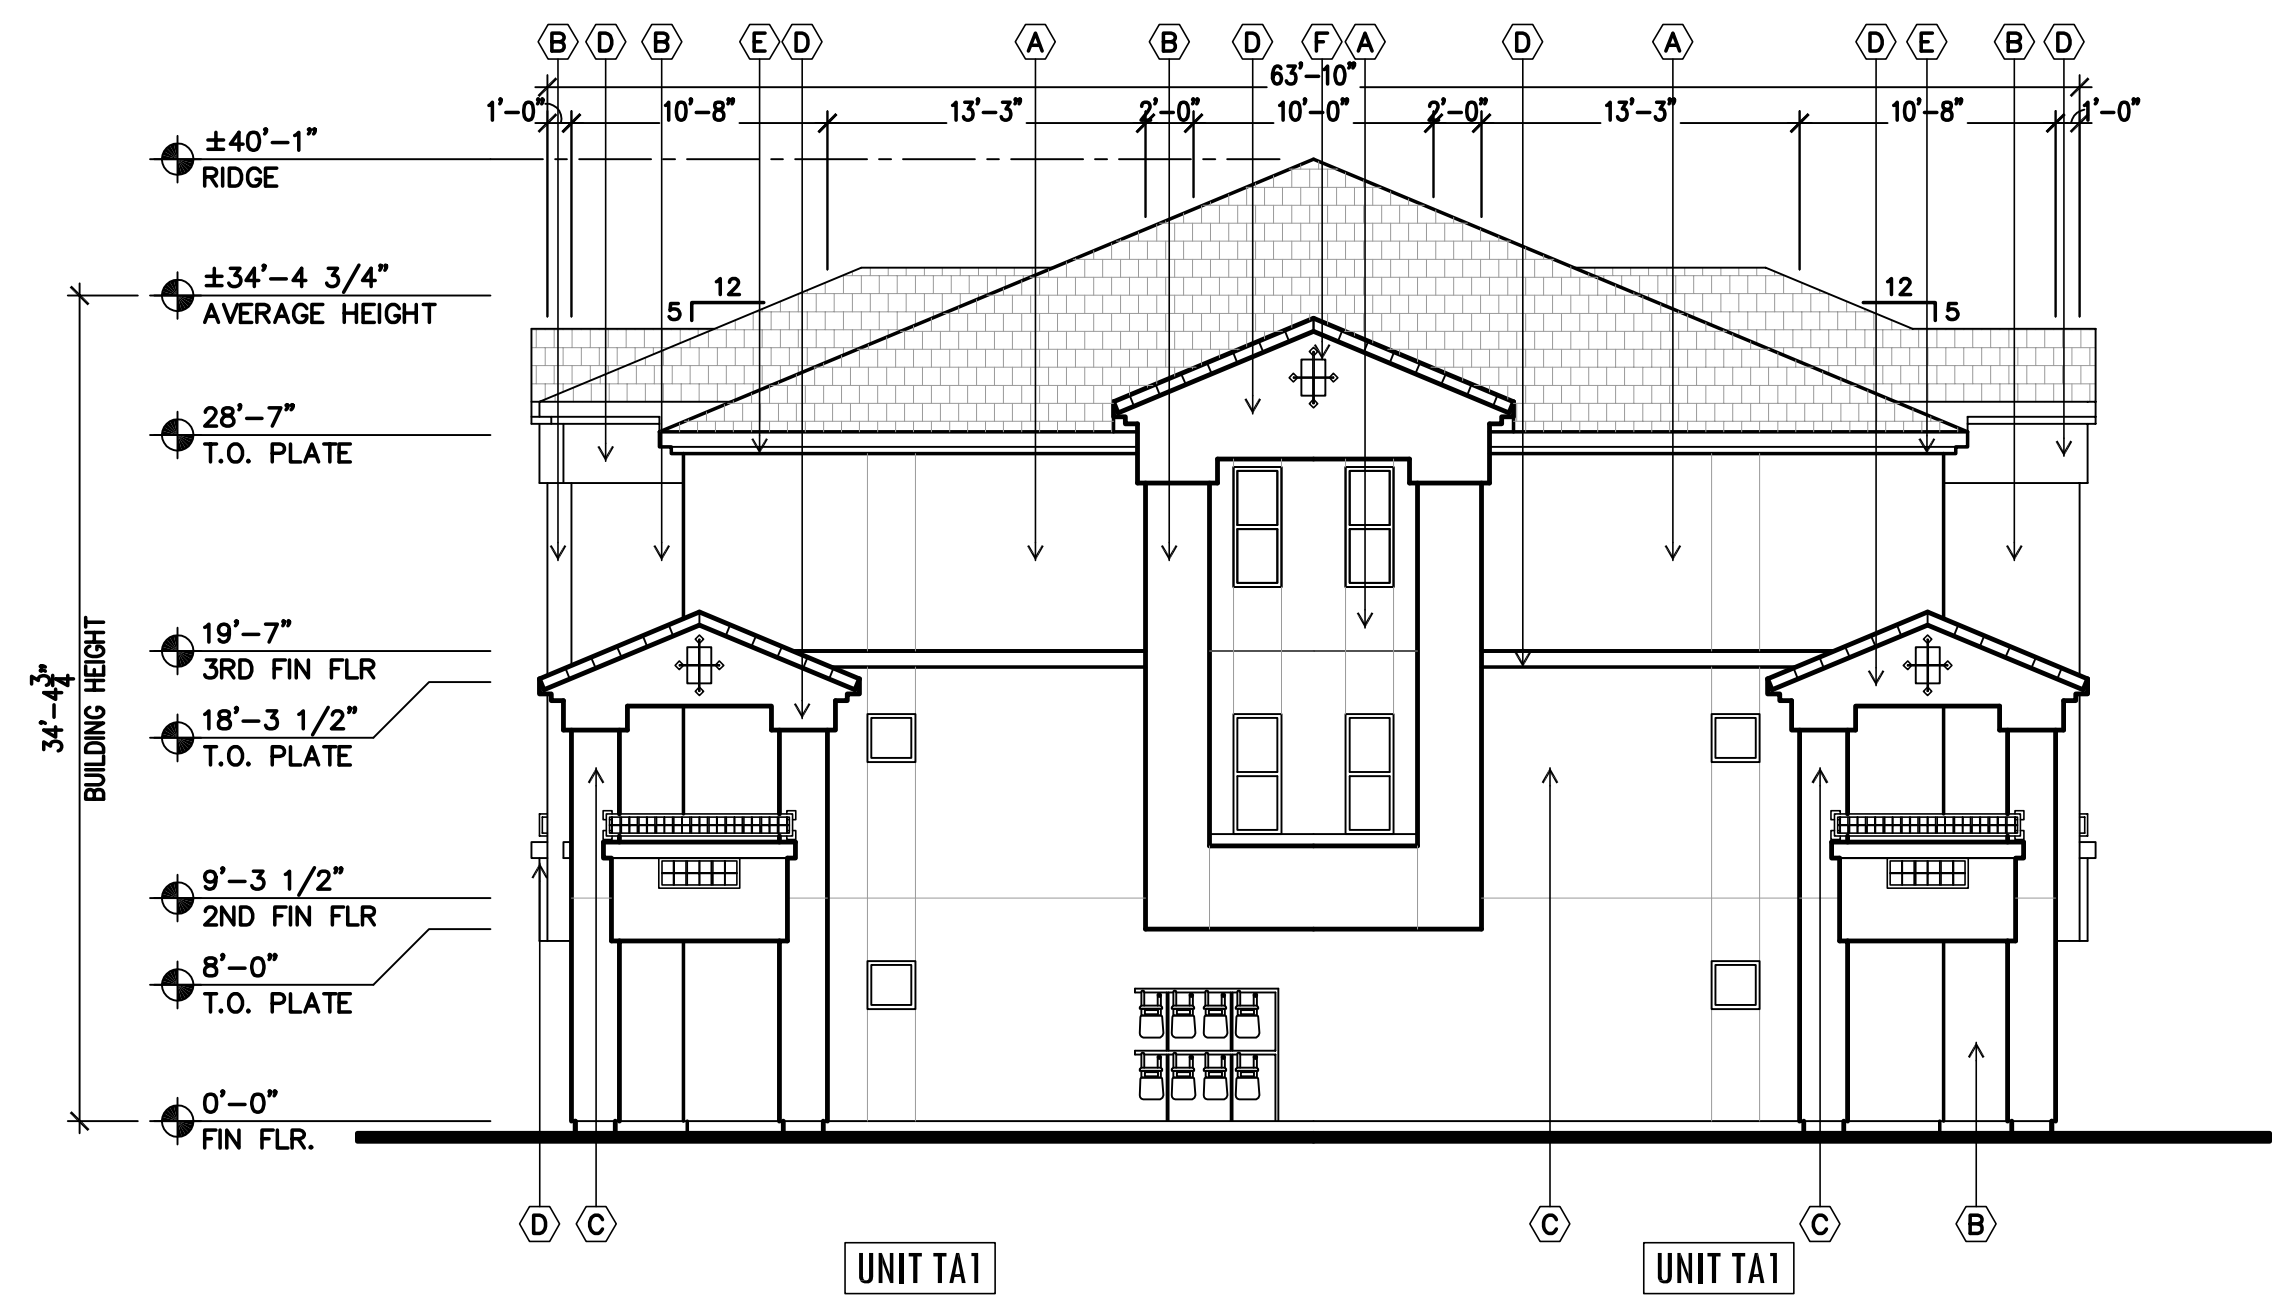 B D B E D A B D F A D A D E B D
63'-10"
1'-0" 10'-8" 13'-3" 2'-0" 10'-0" 2'-0" 13'-3" 10'-8" 1'-0"
±40'-1"
RIDGE
±34'-4 3/4"
AVERAGE HEIGHT
12
5
12
5
28'-7"
T.O. PLATE
19'-7"
3RD FIN FLR
34'-4 3/4"
BUILDING HEIGHT
18'-3 1/2"
T.O. PLATE
9'-3 1/2"
2ND FIN FLR
8'-0"
T.O. PLATE
0'-0"
FIN FLR.
D C C C B
UNIT TA1 UNIT TA1